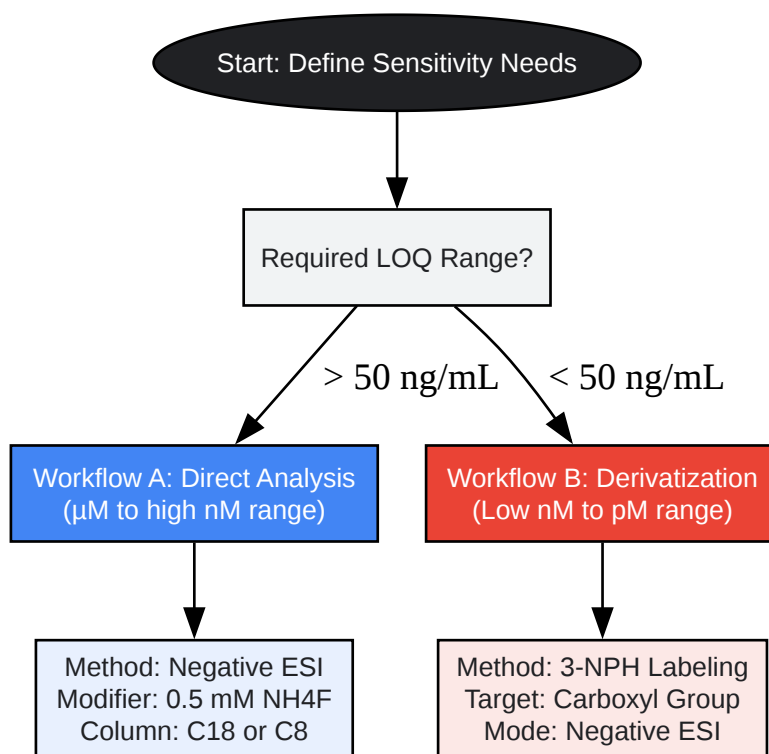 Start: Define Sensitivity Needs
Required LOQ Range?
> 50 ng/mL
< 50 ng/mL
Workflow A: Direct Analysis
(µM to high nM range)
Workflow B: Derivatization
(Low nM to pM range)
Method: Negative ESI
Modifier: 0.5 mM NH4F
Column: C18 or C8
Method: 3-NPH Labeling
Target: Carboxyl Group
Mode: Negative ESI